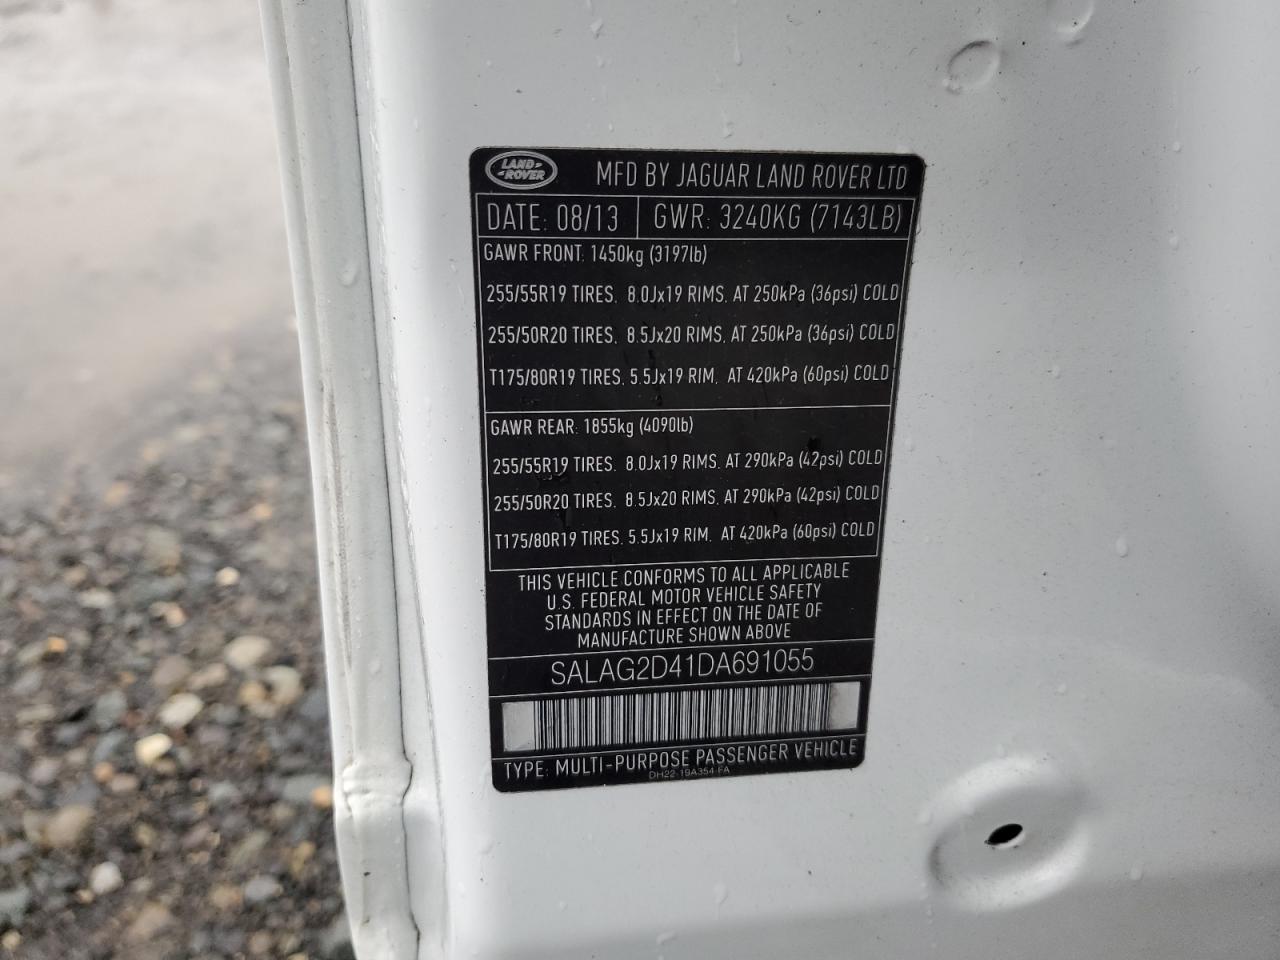 LAND-
-ROVER
MFD BY JAGUAR LAND ROVER LTD
DATE: 08/13 GWR: 3240KG (7143LB)
GAWR FRONT: 1450kg (3197lb)
255/55R19 TIRES, 8.0Jx19 RIMS, AT 250kPa (36psi) COLD
255/50R20 TIRES, 8.5Jx20 RIMS, AT 250kPa (36psi) COLD
T175/80R19 TIRES, 5.5Jx19 RIM, AT 420kPa (60psi) COLD
GAWR REAR: 1855kg (4090lb)
255/55R19 TIRES, 8.0Jx19 RIMS, AT 290kPa (42psi) COLD
255/50R20 TIRES, 8.5Jx20 RIMS, AT 290kPa (42psi) COLD
T175/80R19 TIRES, 5.5Jx19 RIM, AT 420kPa (60psi) COLD
THIS VEHICLE CONFORMS TO ALL APPLICABLE
U.S. FEDERAL MOTOR VEHICLE SAFETY
STANDARDS IN EFFECT ON THE DATE OF
MANUFACTURE SHOWN ABOVE
SALAG2D41DA691055
TYPE: MULTI-PURPOSE PASSENGER VEHICLE
DH22-19A354-FA